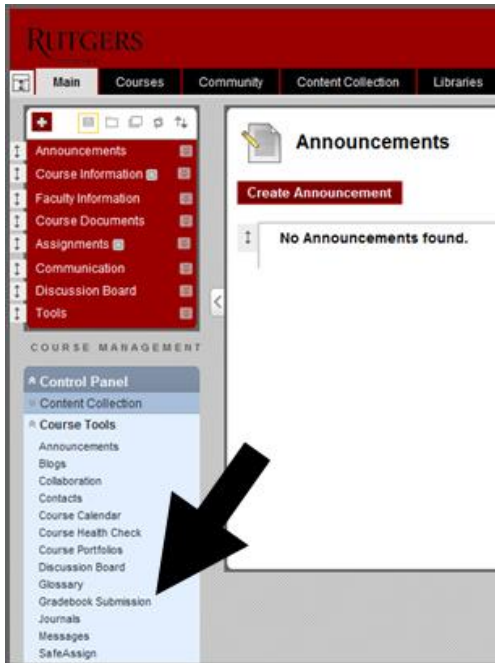 RUTGERS
Main Courses Community Content Collection Libraries
Announcements
Course Information
Faculty Information
Course Documents
Assignments
Communication
Discussion Board
Tools
COURSE MANAGEMENT
Control Panel
Content Collection
Course Tools
Announcements
Blogs
Collaboration
Contacts
Course Calendar
Course Health Check
Course Portfolios
Discussion Board
Glossary
Gradebook Submission
Journals
Messages
SafeAssign
Announcements
Create Announcement
No Announcements found.